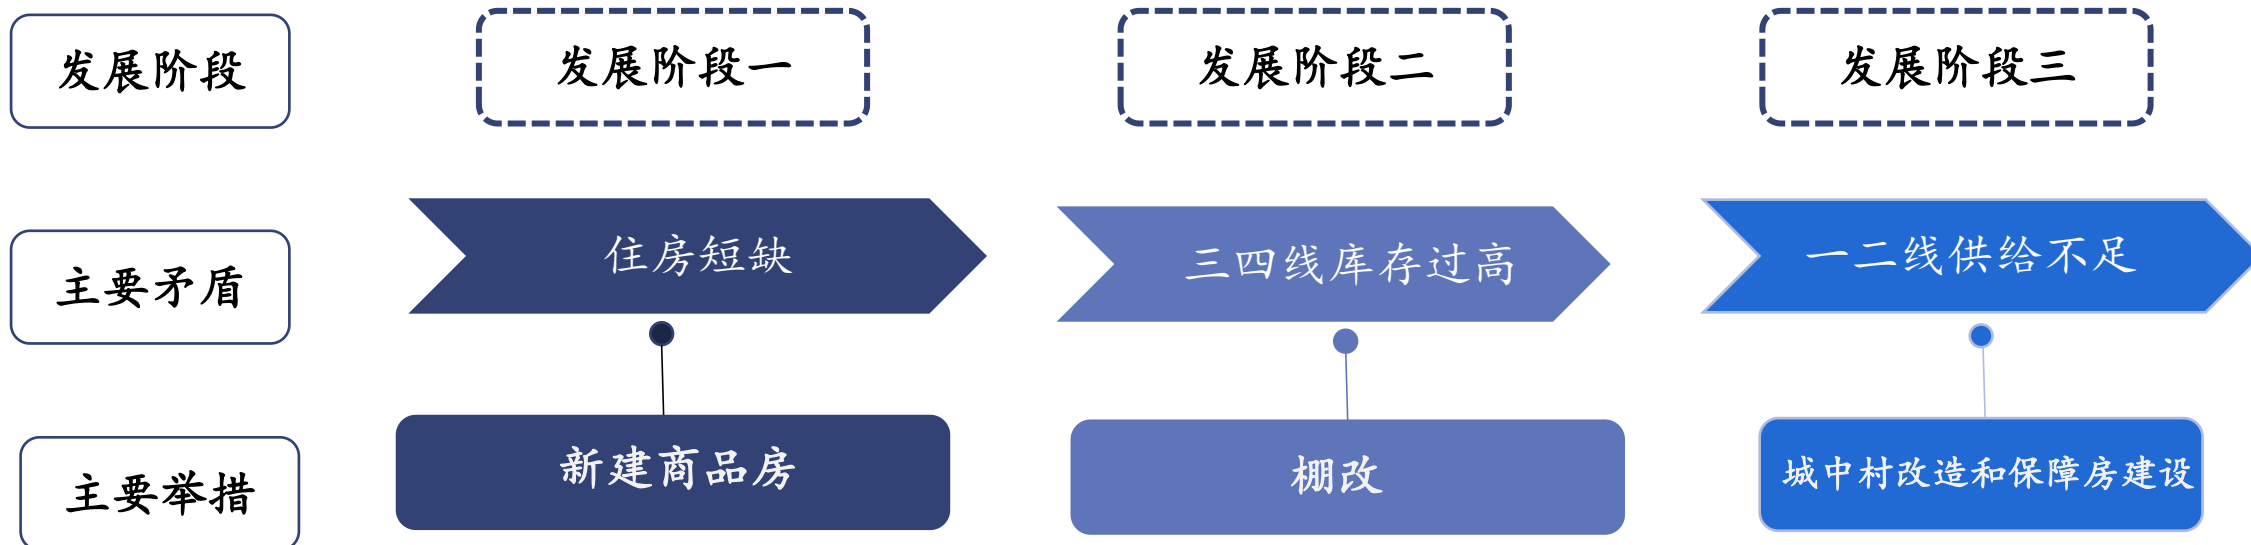 发展阶段
发展阶段一
发展阶段二
发展阶段三
主要矛盾
住房短缺
三四线库存过高
一二线供给不足
主要举措
新建商品房
棚改
城中村改造和保障房建设